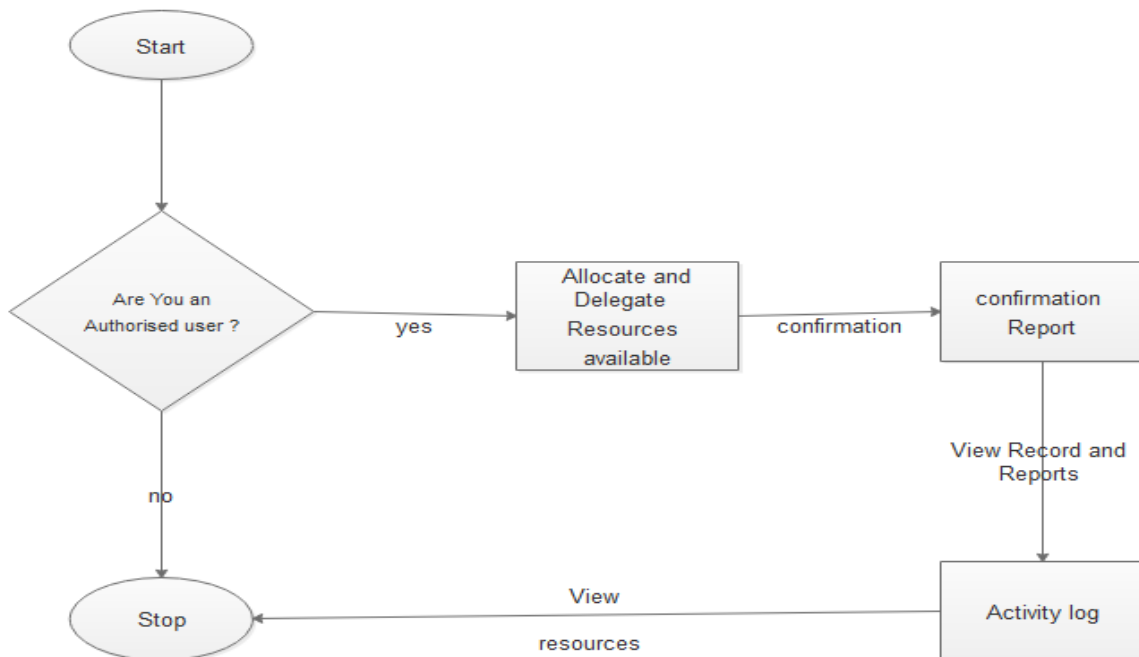 Start
Are You an
Authorised user ?
yes
Allocate and
Delegate
Resources
available
confirmation
confirmation
Report
View Record and
Reports
no
Stop
View
resources
Activity log